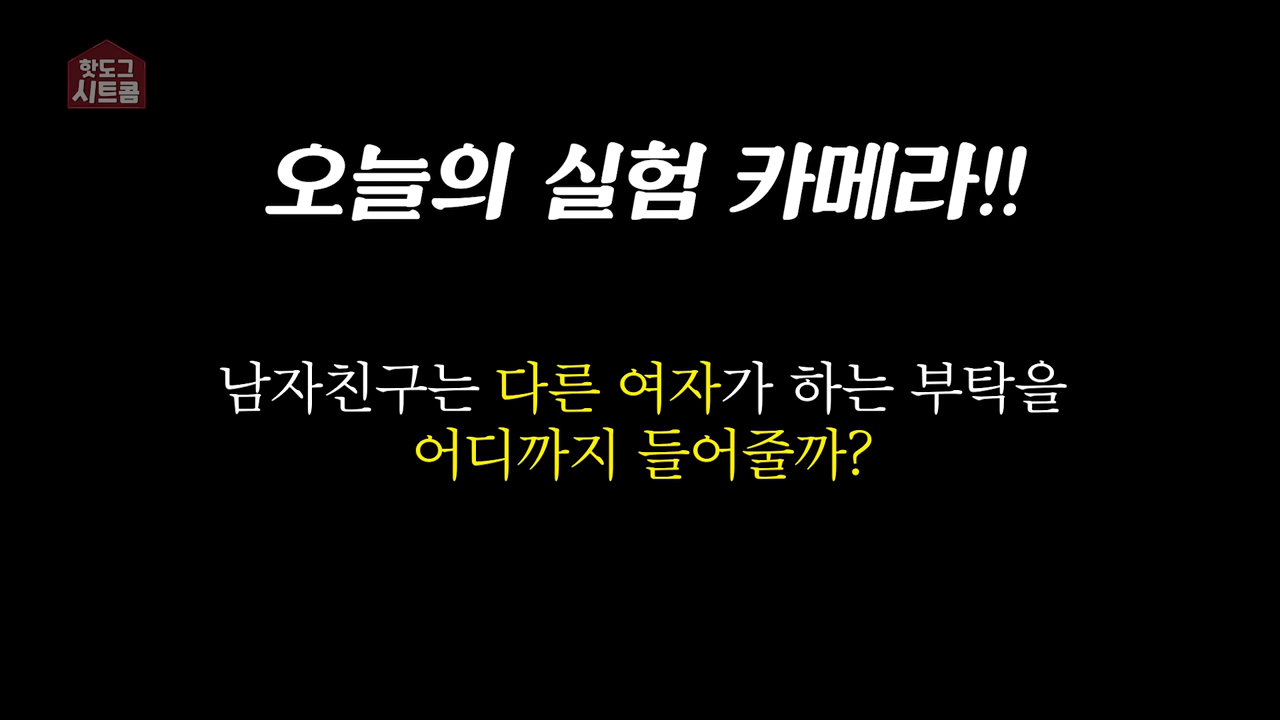 핫도그
시트콤
오늘의 실험 카메라!!
남자친구는 다른 여자가 하는 부탁을
어디까지 들어줄까?